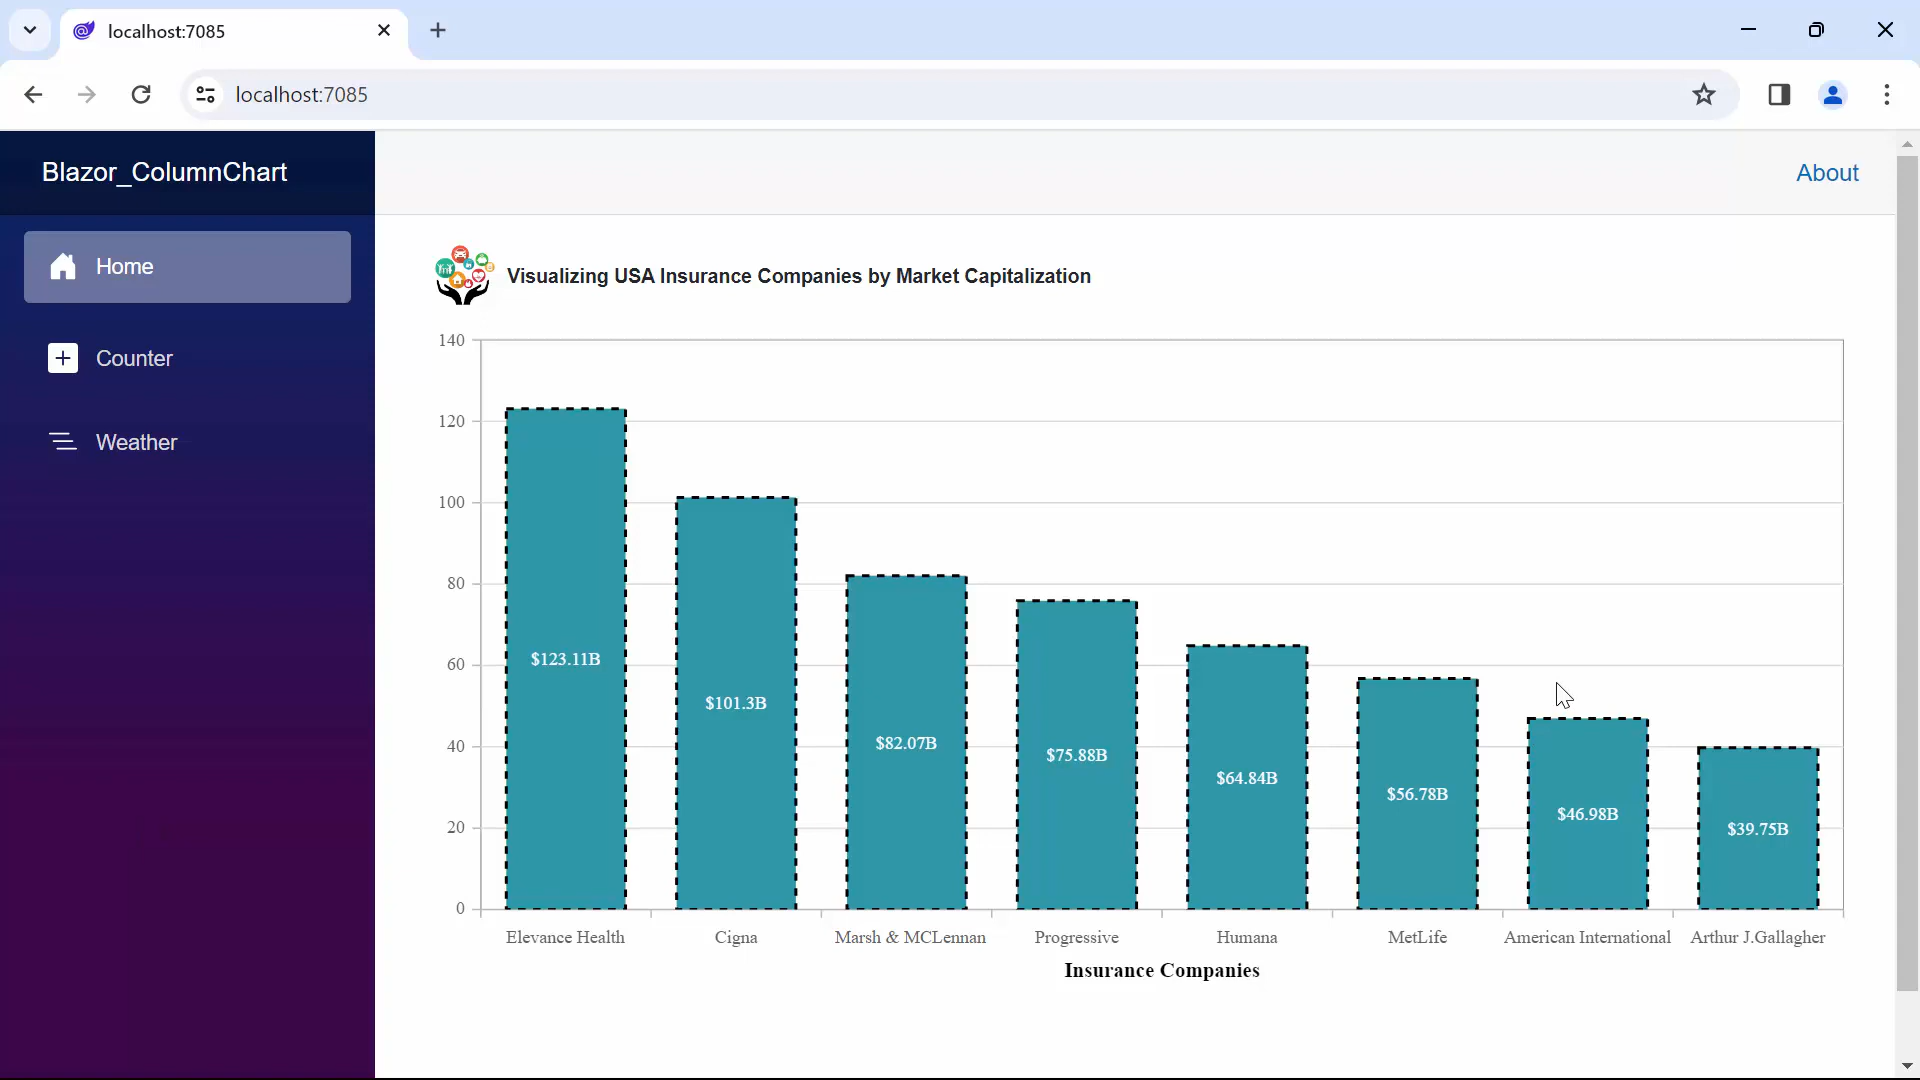 localhost:7085
localhost:7085
Blazor_ColumnChart
About
Home
Counter
Weather
Visualizing USA Insurance Companies by Market Capitalization
140
120
100
80
60
40
20
0
$123.11B
$101.3B
$82.07B
$75.88B
$64.84B
$56.78B
$46.98B
$39.75B
Elevance Health
Cigna
Marsh & MCLennan
Progressive
Humana
MetLife
American International
Arthur J.Gallagher
Insurance Companies